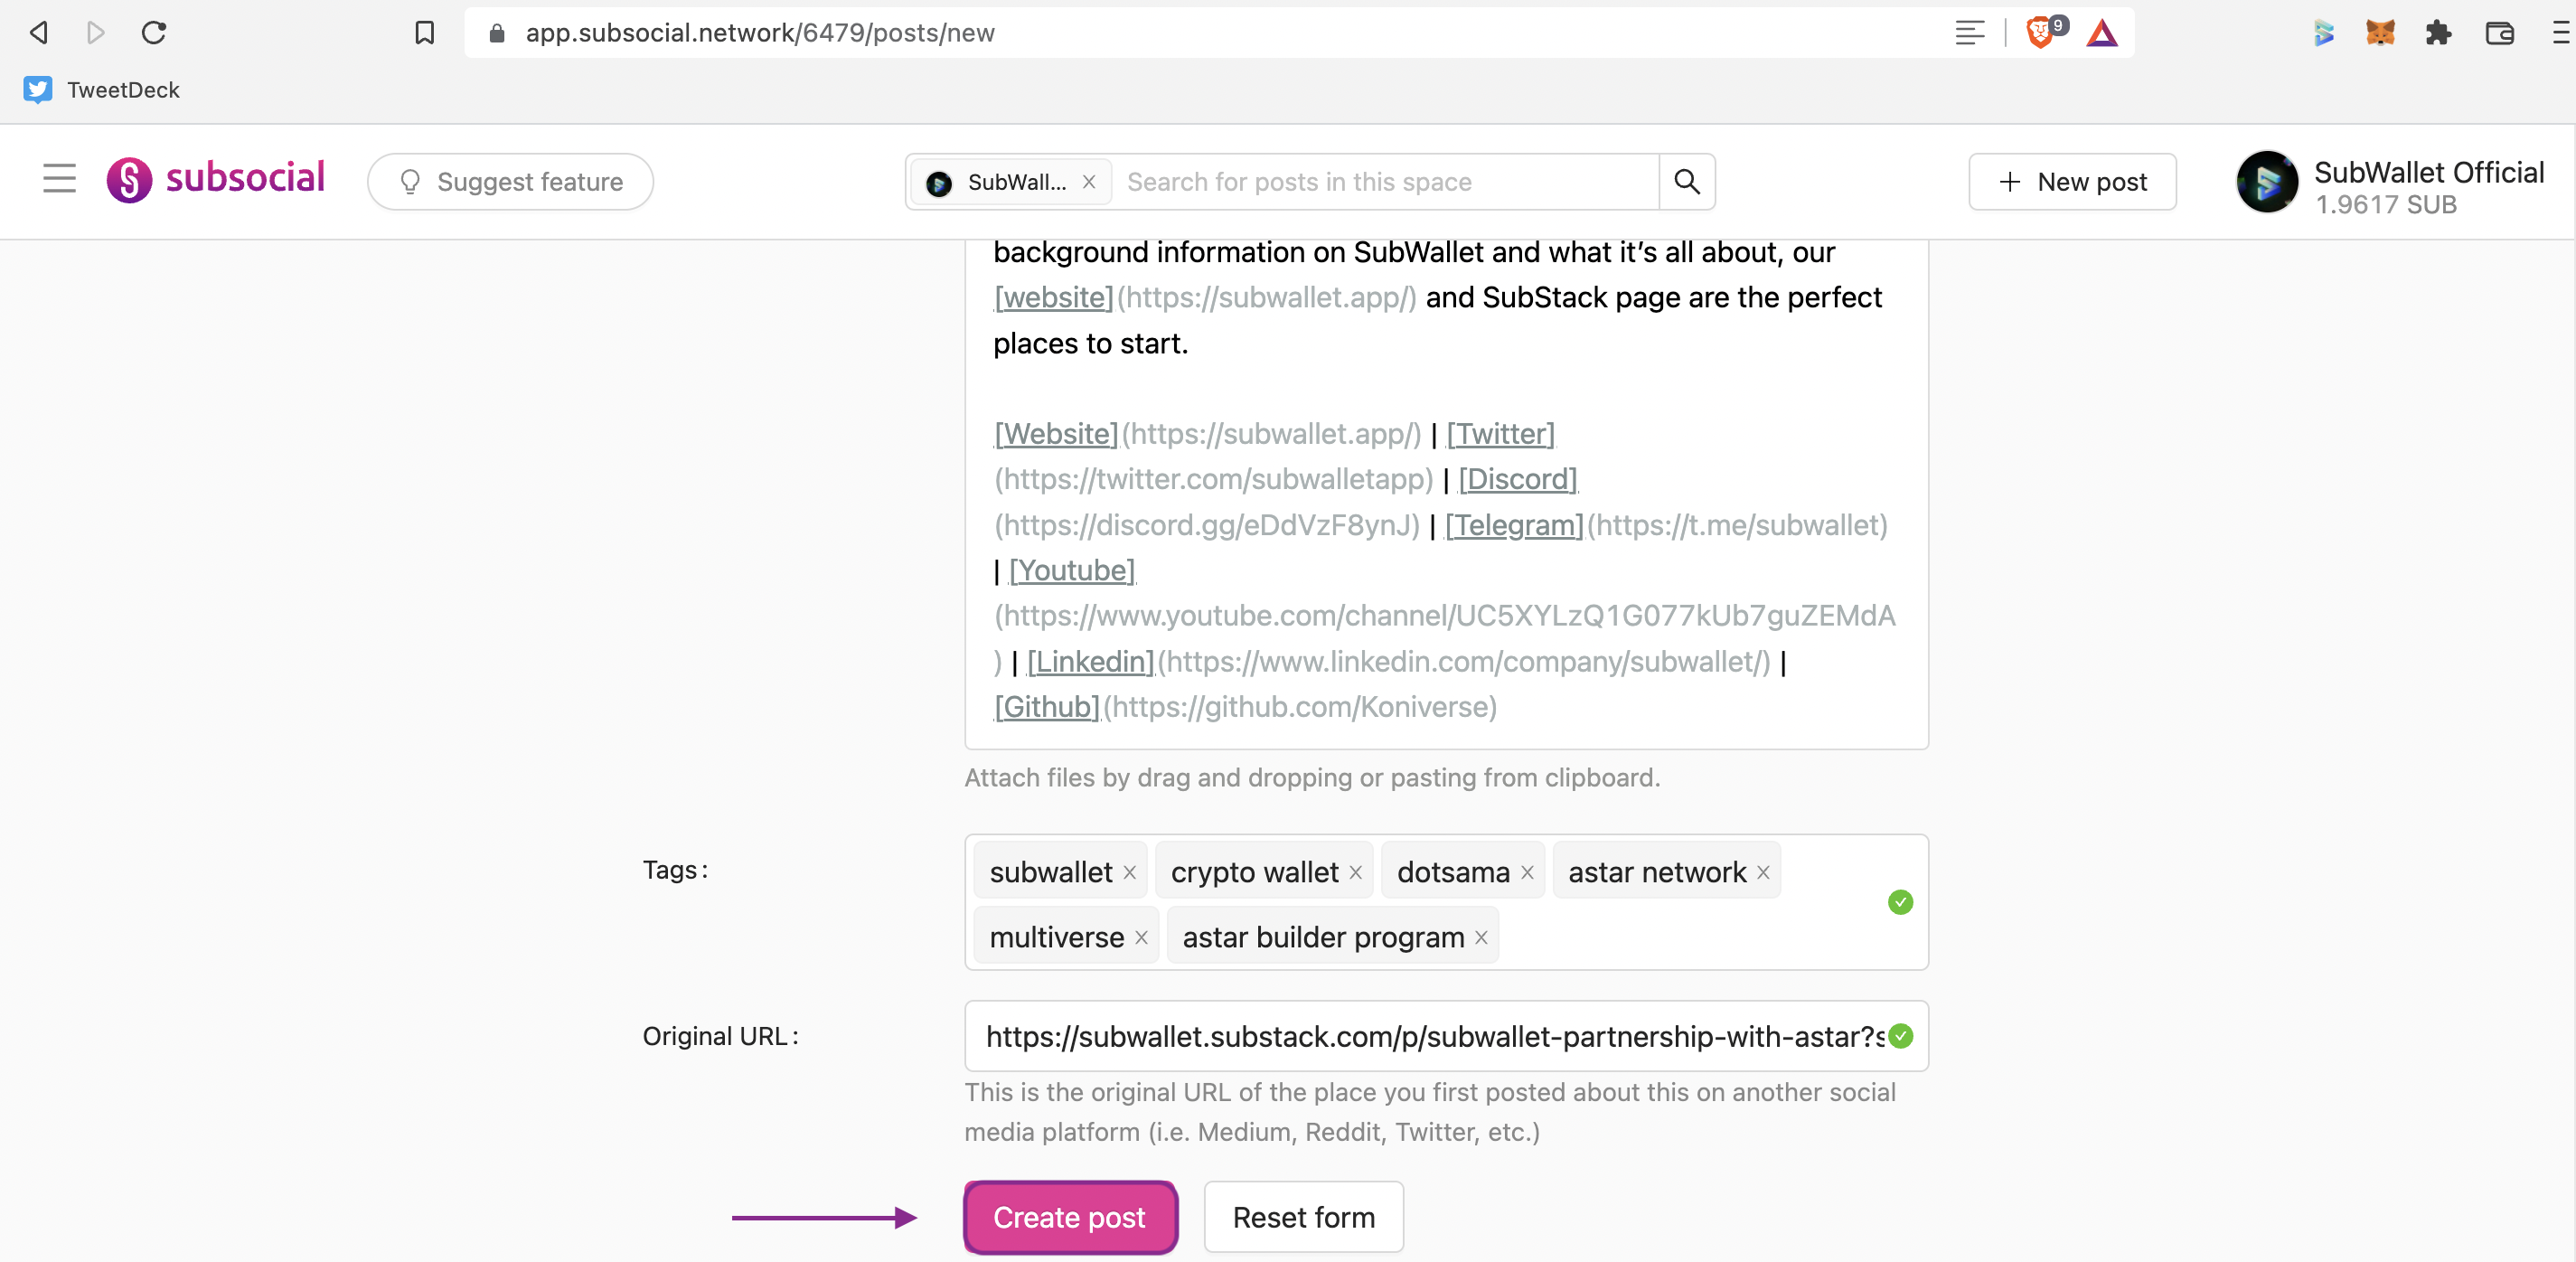 app.subsocial.network/6479/posts/new
9
TweetDeck
subsocial
Suggest feature
SubWall...
Search for posts in this space
New post
SubWallet Official
1.9617 SUB
background information on SubWallet and what it’s all about, our
[website](https://subwallet.app/) and SubStack page are the perfect
places to start.
[Website](https://subwallet.app/) | [Twitter]
(https://twitter.com/subwalletapp) | [Discord]
(https://discord.gg/eDdVzF8ynJ) | [Telegram](https://t.me/subwallet)
| [Youtube]
(https://www.youtube.com/channel/UC5XYLzQ1G077kUb7guZEMdA
) | [Linkedin](https://www.linkedin.com/company/subwallet/) |
[Github](https://github.com/Koniverse)
Attach files by drag and dropping or pasting from clipboard.
Tags:
subwallet × crypto wallet × dotsama × astar network ×
multiverse × astar builder program ×
Original URL:
https://subwallet.substack.com/p/subwallet-partnership-with-astar?s
This is the original URL of the place you first posted about this on another social
media platform (i.e. Medium, Reddit, Twitter, etc.)
Create post
Reset form